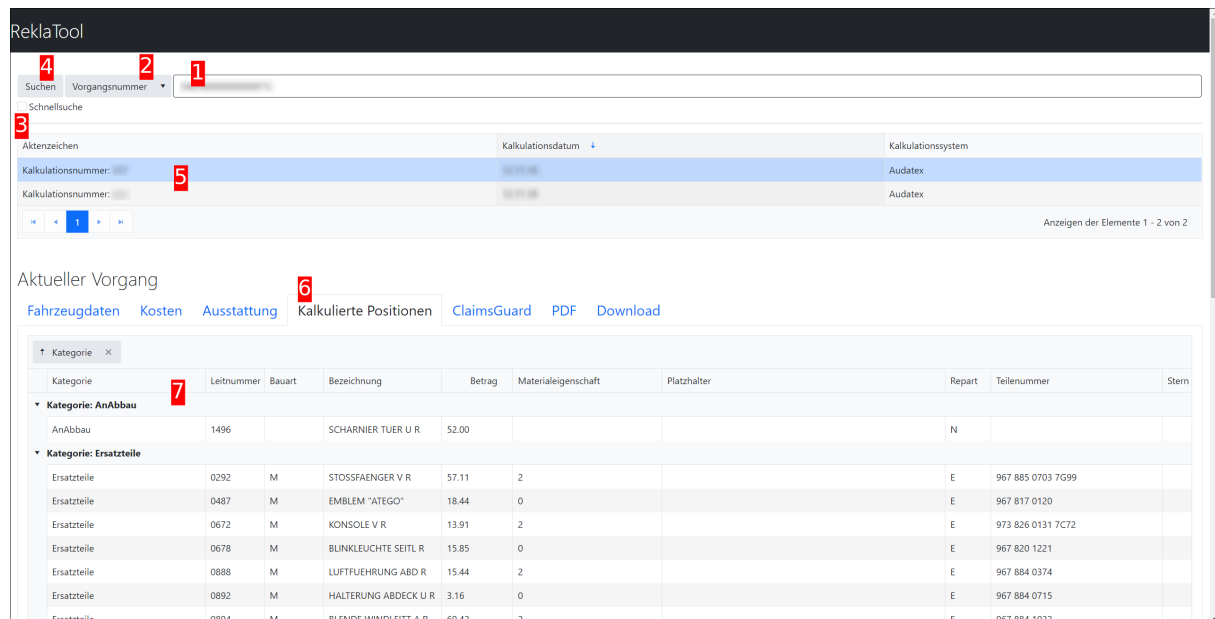 ReklaTool
4 2 1
Suchen Vorgangsnummer
Schnellsuche
3
Aktenzeichen Kalkulationsdatum Kalkulationssystem
Kalkulationsnummer: 5 Audatex
Kalkulationsnummer: Audatex
1 Anzeigen der Elemente 1 - 2 von 2
Aktueller Vorgang
6
Fahrzeugdaten Kosten Ausstattung Kalkulierte Positionen ClaimsGuard PDF Download
↑ Kategorie ×
Kategorie 7 Leitnummer Bauart Bezeichnung Betrag Materialeigenschaft Platzhalter Repart Teilenummer Stern
Kategorie: AnAbbau
AnAbbau 1496 SCHARNIER TUER U R 52.00 N
Kategorie: Ersatzteile
Ersatzteile 0292 M STOSSFAENGER V R 57.11 2 E 967 885 0703 7G99
Ersatzteile 0487 M EMBLEM "ATEGO" 18.44 0 E 967 817 0120
Ersatzteile 0672 M KONSOLE V R 13.91 2 E 973 826 0131 7C72
Ersatzteile 0678 M BLINKLEUCHTE SEITL R 15.85 0 E 967 820 1221
Ersatzteile 0888 M LUFTFUEHRUNG ABD R 15.44 2 E 967 884 0374
Ersatzteile 0892 M HALTERUNG ABDECK U R 3.16 0 E 967 884 0715